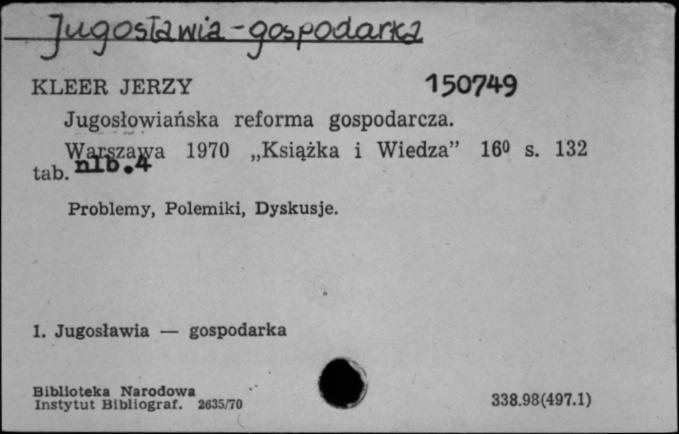 Jugosławia - gospodarka
KLEER JERZY 150749
Jugosłowiańska reforma gospodarcza.
Warszawa 1970 „Książka i Wiedza” 16⁰ s. 132
tab. nlb. 4
Problemy, Polemiki, Dyskusje.
1. Jugosławia — gospodarka
Biblioteka Narodowa
Instytut Bibliograf. 2635/70 338.98(497.1)